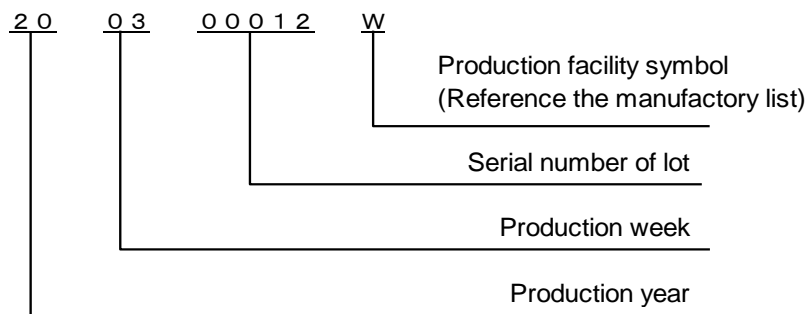 20 03 00012 W
Production facility symbol
(Reference the manufactory list)
Serial number of lot
Production week
Production year